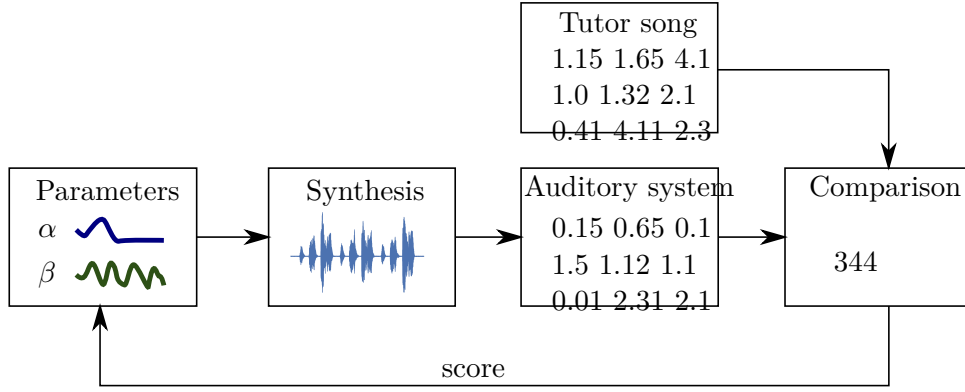 Tutor song
1.15 1.65 4.1
1.0 1.32 2.1
0.41 4.11 2.3
Parameters
α
β
Synthesis
Auditory system
0.15 0.65 0.1
1.5 1.12 1.1
0.01 2.31 2.1
Comparison
344
score